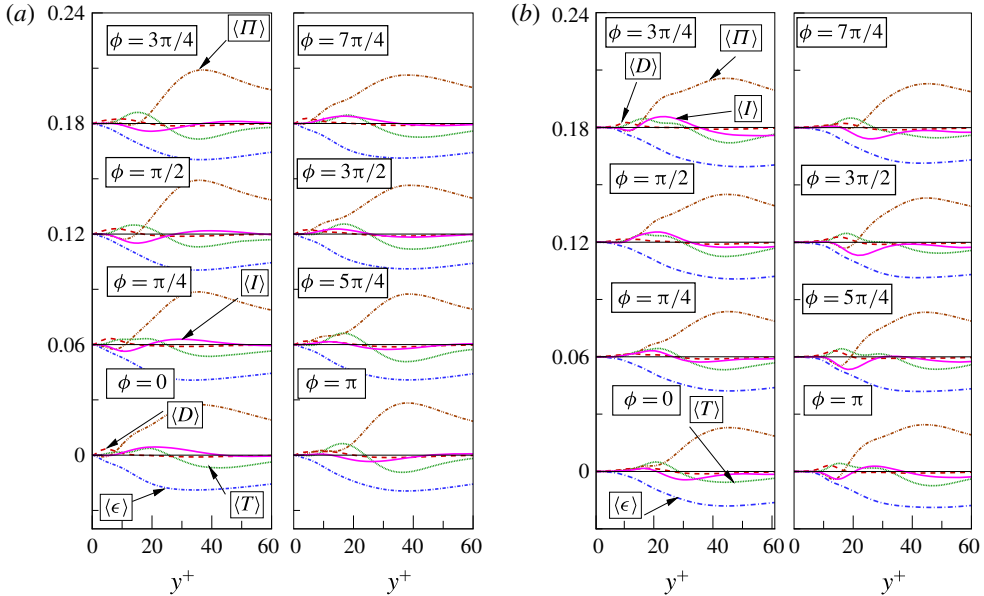 (a)
0.24
ϕ = 3π/4
⟨Π⟩
ϕ = 7π/4
0.18
ϕ = π/2
ϕ = 3π/2
0.12
ϕ = π/4
⟨I⟩
ϕ = 5π/4
0.06
ϕ = 0
ϕ = π
⟨D⟩
0
⟨ϵ⟩
⟨T⟩
0 20 40 60
0 20 40 60
y+
y+
(b)
0.24
ϕ = 3π/4
⟨Π⟩
ϕ = 7π/4
⟨D⟩
⟨I⟩
0.18
ϕ = π/2
ϕ = 3π/2
0.12
ϕ = π/4
ϕ = 5π/4
0.06
ϕ = 0
⟨T⟩
ϕ = π
0
⟨ϵ⟩
0 20 40 60
0 20 40 60
y+
y+